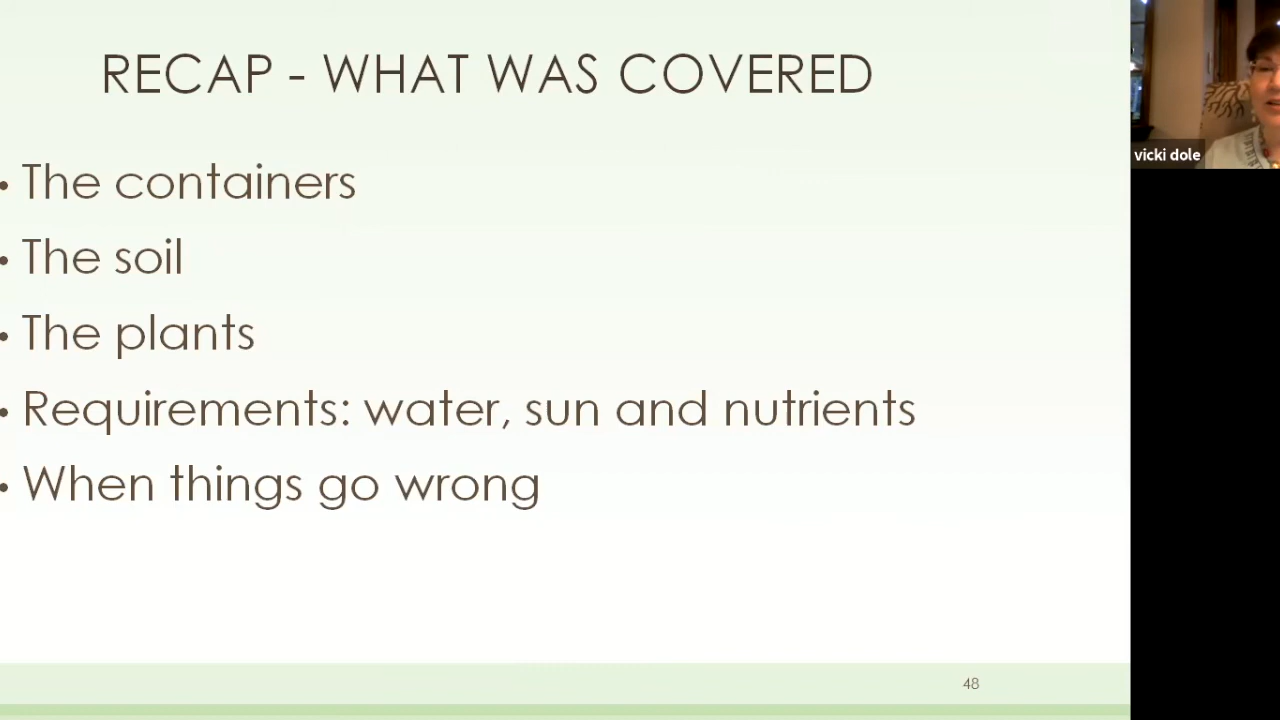 RECAP - WHAT WAS COVERED
• The containers
• The soil
• The plants
• Requirements: water, sun and nutrients
• When things go wrong
48
vicki dole